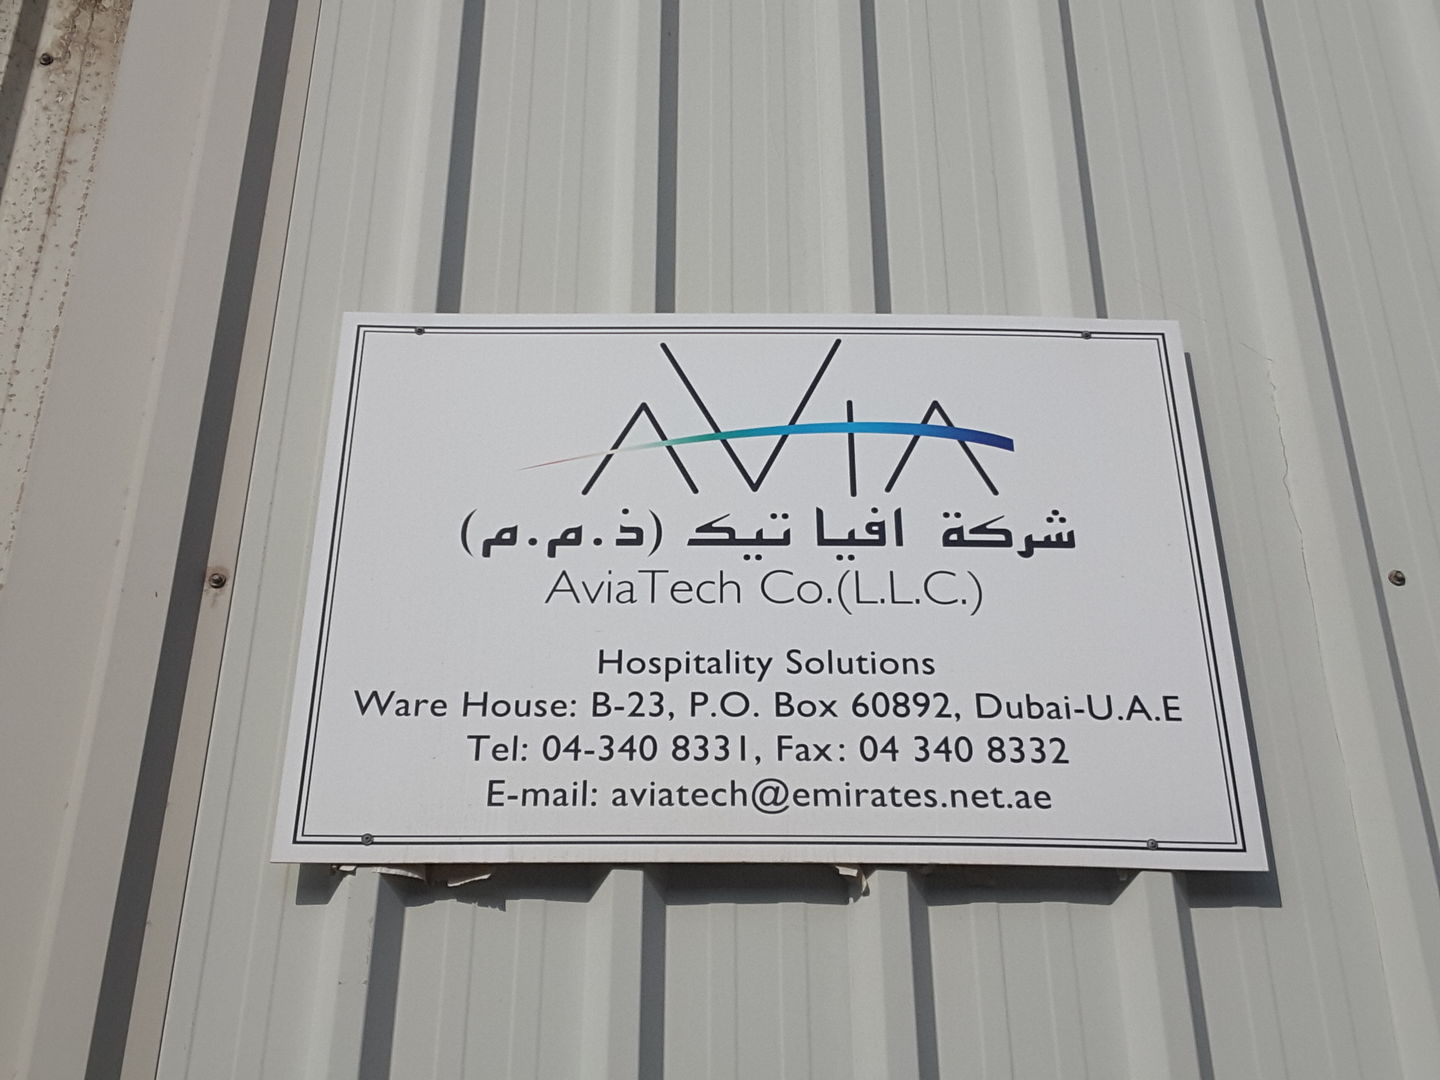 AVIA
شركة افيا تيك (ذ.م.م)
AviaTech Co.(L.L.C.)
Hospitality Solutions
Ware House: B-23, P.O. Box 60892, Dubai-U.A.E
Tel: 04-340 8331, Fax: 04 340 8332
E-mail: aviatech@emirates.net.ae